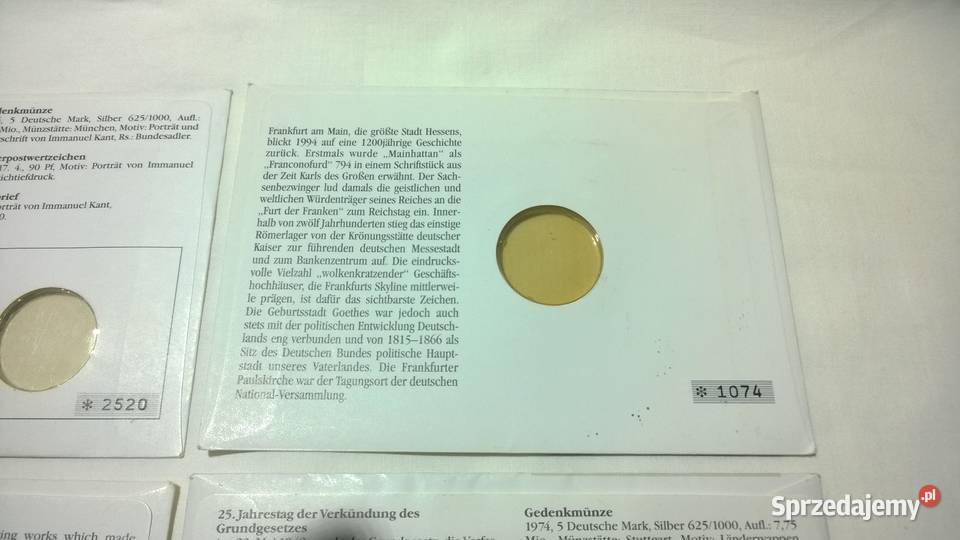 denkmünze
, 5 Deutsche Mark, Silber 625/1000, Aufl.:
Mio., Münzstätte: München, Motiv: Porträt und
schrift von Immanuel Kant, Rs.: Bundesadler.
erpostwertzeichen
17. 4., 90 Pf, Motiv: Porträt von Immanuel
ichtiefdruck.
brief
orträt von Immanuel Kant,
0.
* 2520
Frankfurt am Main, die größte Stadt Hessens,
blickt 1994 auf eine 1200jährige Geschichte
zurück. Erstmals wurde „Mainhattan" als
„Franconofurd" 794 in einem Schriftstück aus
der Zeit Karls des Großen erwähnt. Der Sach-
senbezwinger lud damals die geistlichen und
weltlichen Würdenträger seines Reiches an die
„Furt der Franken" zum Reichstag ein. Inner-
halb von zwölf Jahrhunderten stieg das einstige
Römerlager von der Krönungsstätte deutscher
Kaiser zur führenden deutschen Messestadt
und zum Bankenzentrum auf. Die eindrucks-
volle Vielzahl „wolkenkratzender" Geschäfts-
hochhäuser, die Frankfurts Skyline mittlerwei-
le prägen, ist dafür das sichtbarste Zeichen.
Die Geburtsstadt Goethes war jedoch auch
stets mit der politischen Entwicklung Deutsch-
lands eng verbunden und von 1815–1866 als
Sitz des Deutschen Bundes politische Haupt-
stadt unseres Vaterlandes. Die Frankfurter
Paulskirche war der Tagungsort der deutschen
National-Versammlung.
* 1074
ing works which made
25. Jahrestag der Verkündung des
Grundgesetzes
Gedenkmünze
1974, 5 Deutsche Mark, Silber 625/1000, Aufl.: 7,75
Mio., Münzstätte: Stuttgart, Motiv: Länderwappen
Sprzedajemy.pl